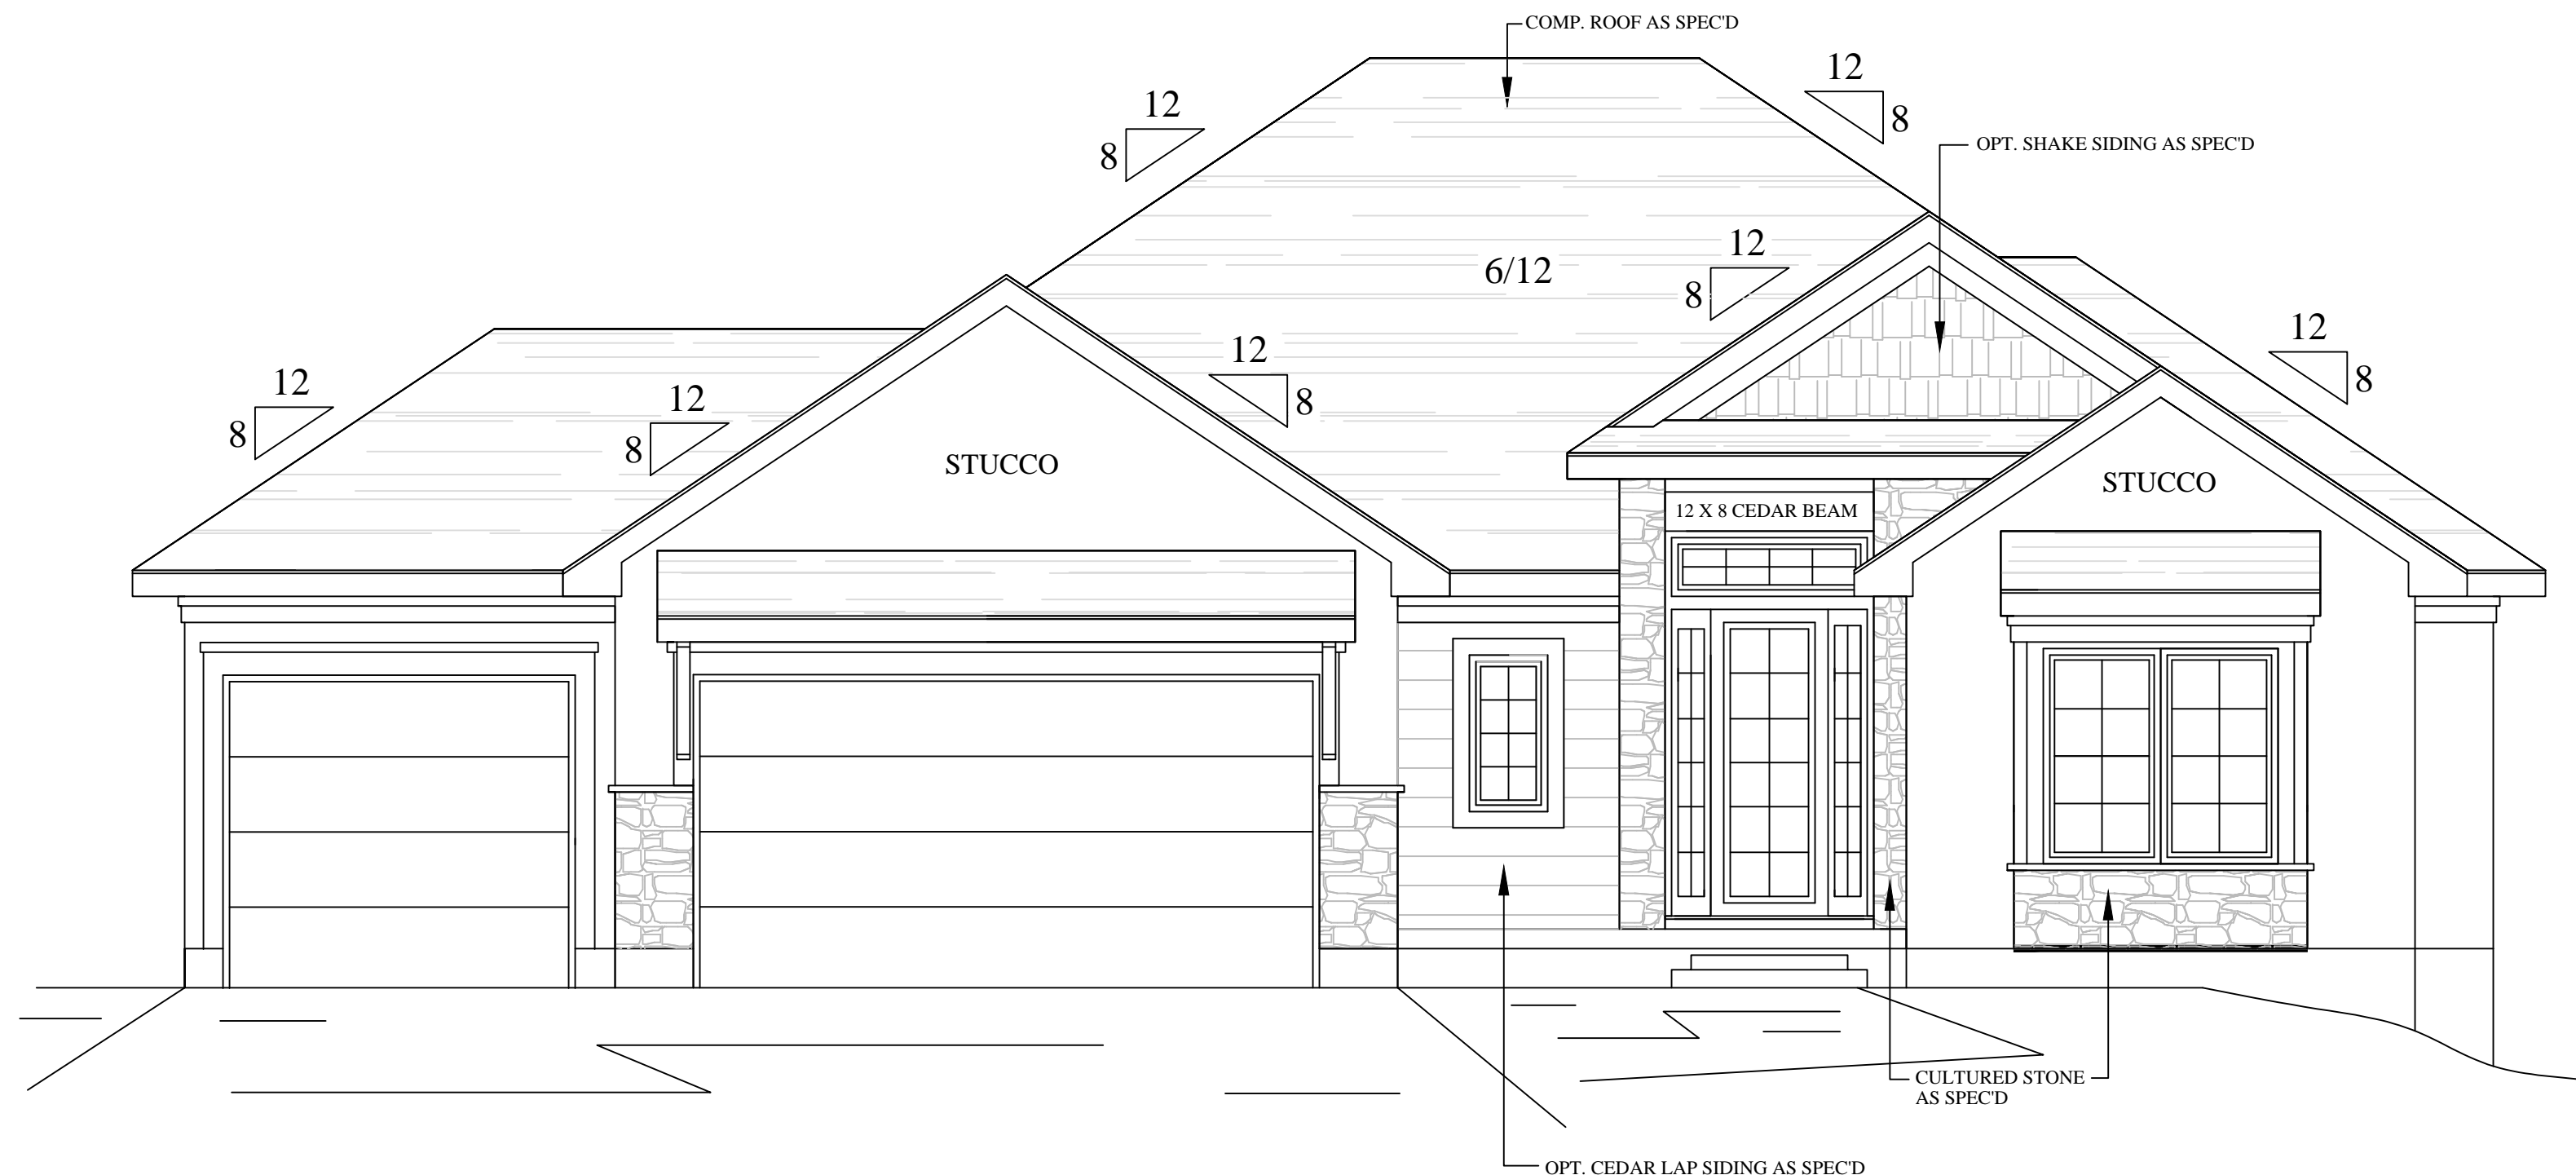 COMP. ROOF AS SPEC'D
12
8
12
8
OPT. SHAKE SIDING AS SPEC'D
12
8
6/12
12
8
12
8
12
8
12
8
STUCCO
STUCCO
12 X 8 CEDAR BEAM
CULTURED STONE
AS SPEC'D
OPT. CEDAR LAP SIDING AS SPEC'D